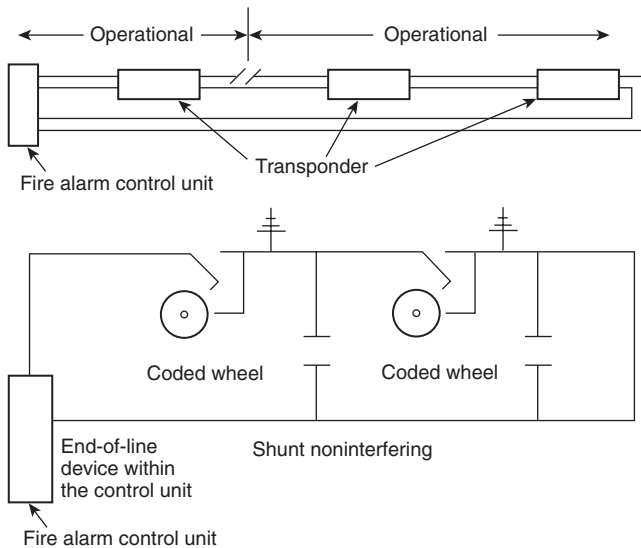 Operational Operational
Transponder
Fire alarm control unit
Coded wheel Coded wheel
End-of-line
device within
the control unit
Shunt noninterfering
Fire alarm control unit